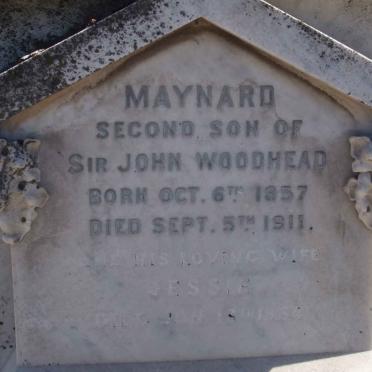 MAYNARD
SECOND SON OF
SIR JOHN WOODHEAD
BORN OCT. 6TH 1857
DIED SEPT. 5TH 1911.
HIS LOVING WIFE
JESSIE